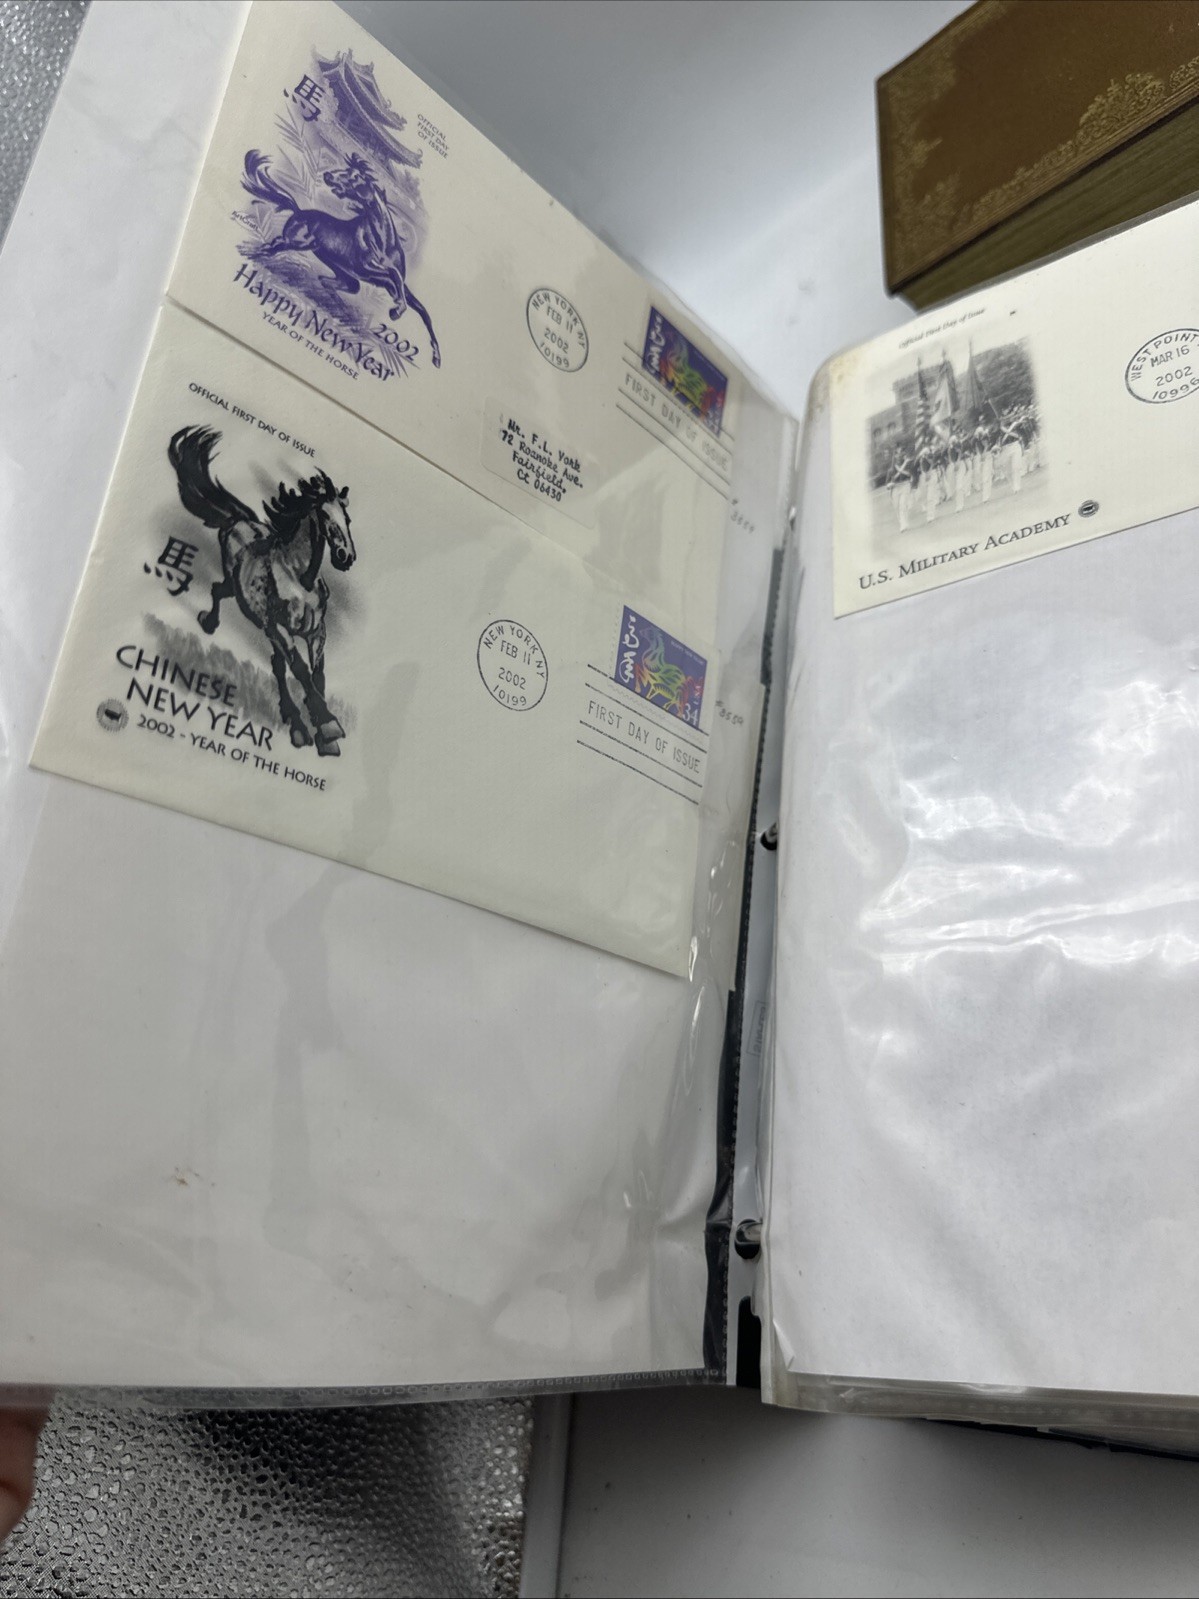 馬
OFFICIAL
FIRST DAY
OF ISSUE
Happy New Year
2002
YEAR OF THE HORSE
NEW YORK NY
FEB 11
2002
10199
FIRST DAY OF ISSUE
Mr. F.L. York
72 Roanoke Ave.
Fairfield,
Ct 06430
OFFICIAL FIRST DAY OF ISSUE
馬
CHINESE
NEW YEAR
2002 - YEAR OF THE HORSE
NEW YORK NY
FEB 11
2002
10199
34
FIRST DAY OF ISSUE
Official First Day of Issue
U.S. MILITARY ACADEMY
WEST POINT
MAR 16
2002